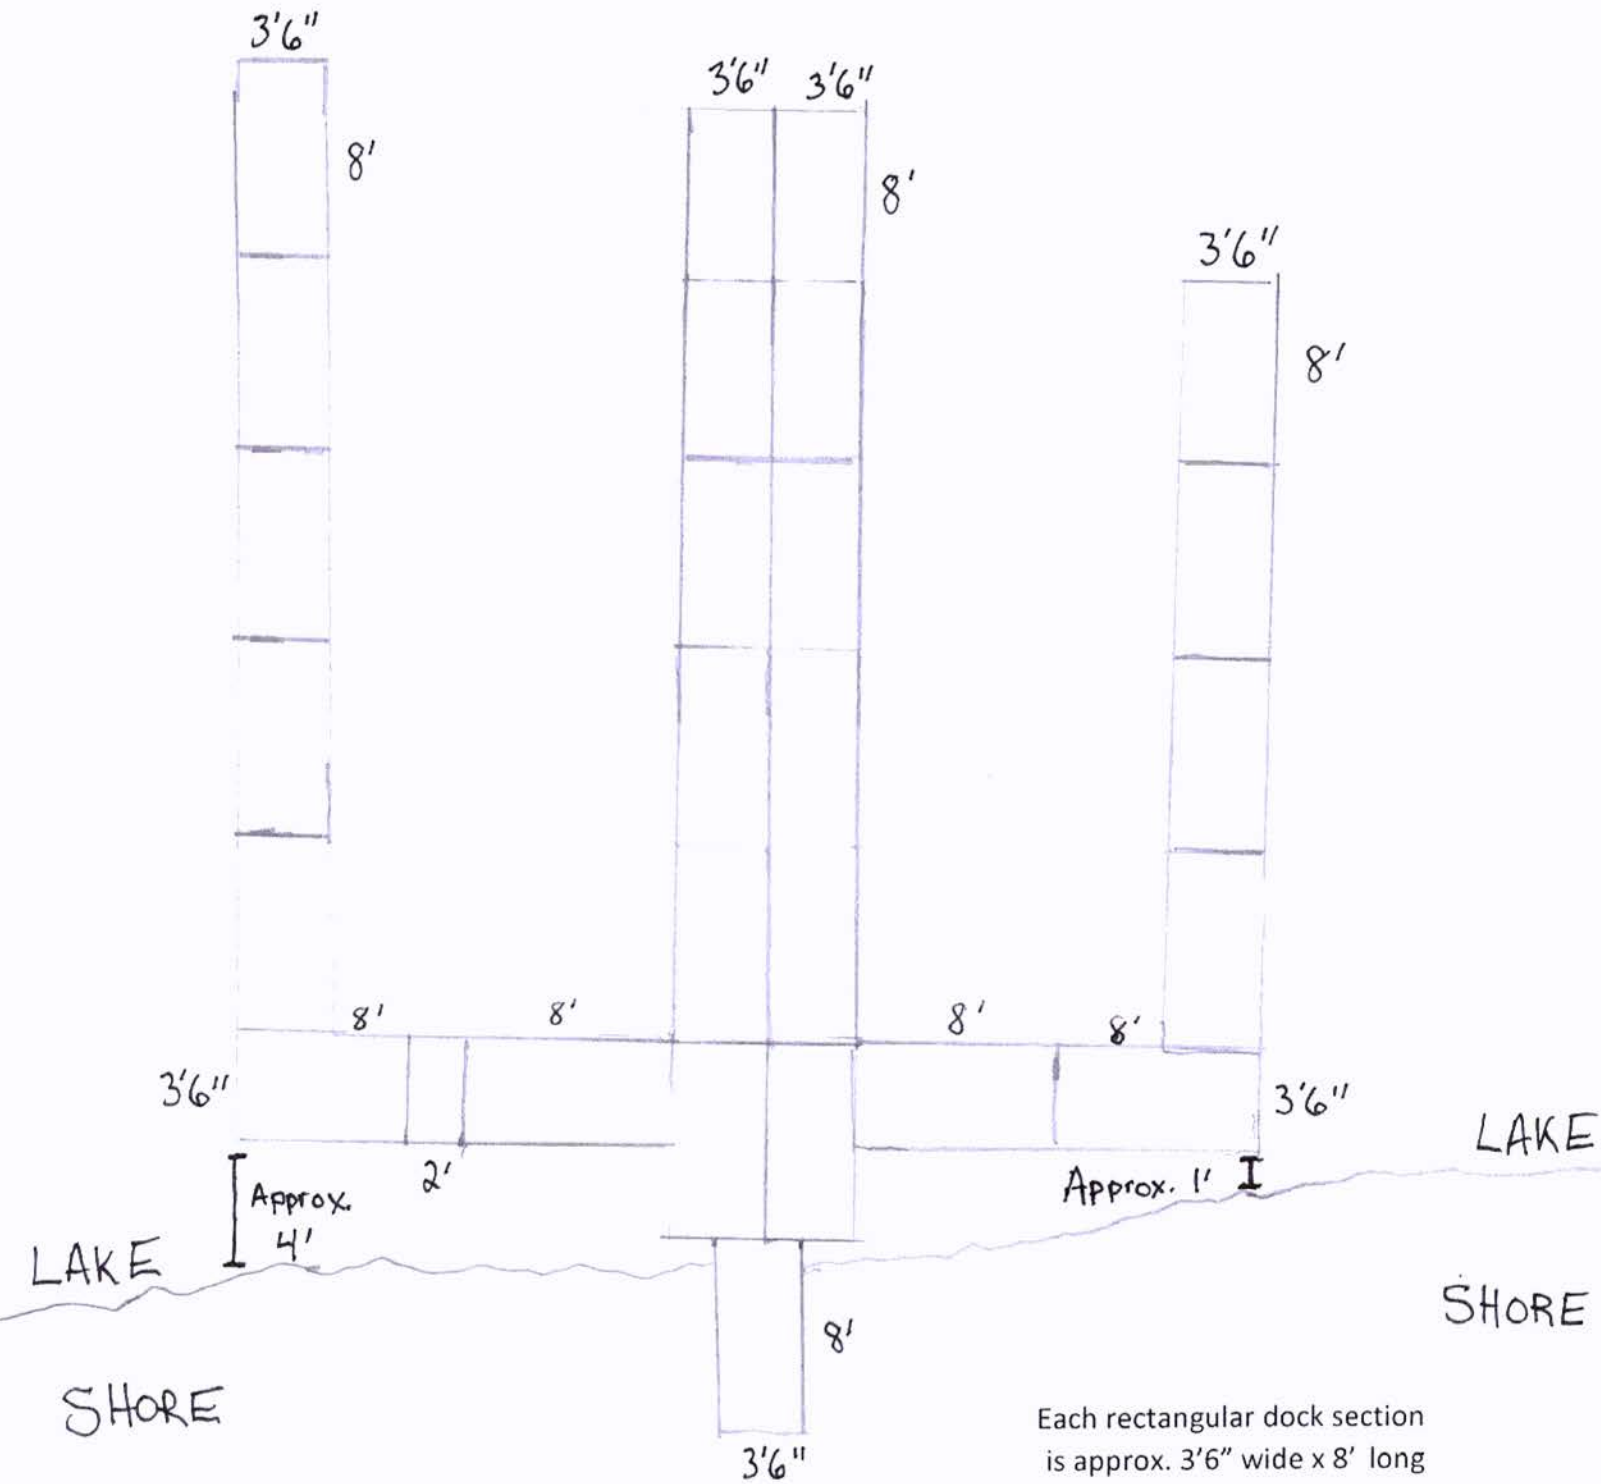 3'6"
3'6" 3'6"
8'
8'
3'6"
8'
8' 8' 8' 8'
3'6"
3'6"
LAKE
2'
Approx.
4'
Approx. 1'
LAKE
SHORE
8'
SHORE
3'6"
Each rectangular dock section
is approx. 3'6" wide x 8' long